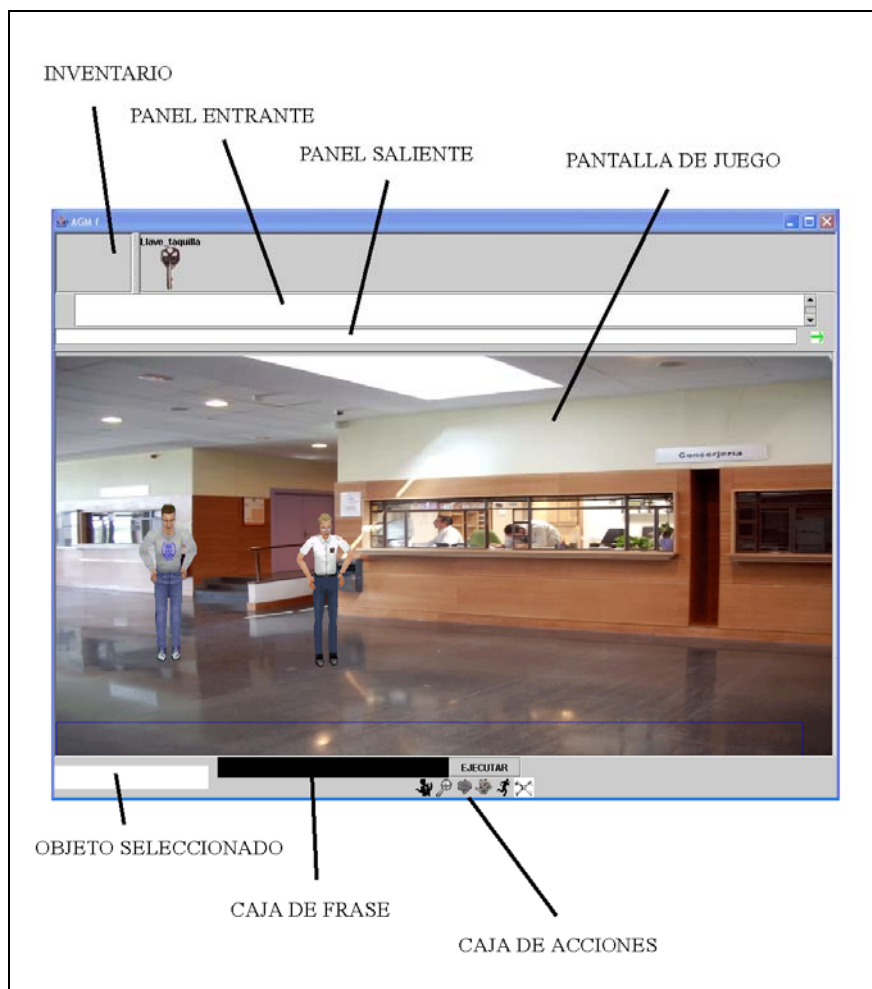 INVENTARIO
PANEL ENTRANTE
PANEL SALIENTE
PANTALLA DE JUEGO
AGM f
Llave_taquilla
Conserjería
EJECUTAR
OBJETO SELECCIONADO
CAJA DE FRASE
CAJA DE ACCIONES